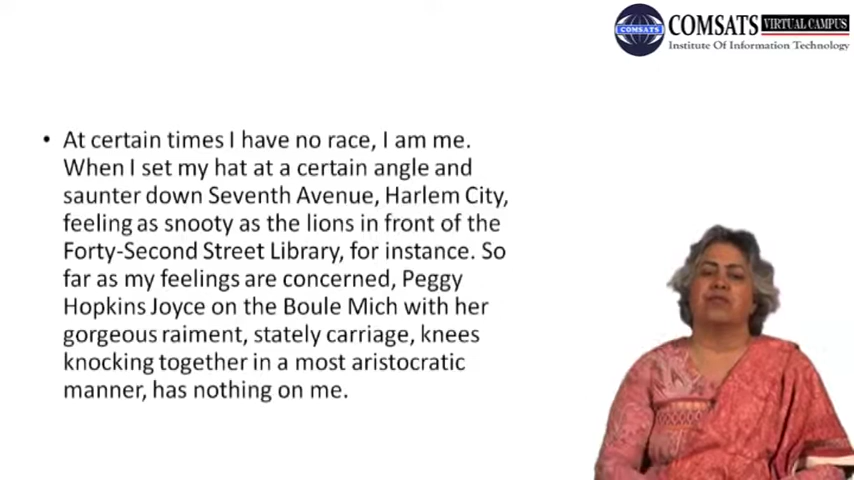 COMSATS VIRTUAL CAMPUS
COMSATS Institute Of Information Technology
• At certain times I have no race, I am me.
When I set my hat at a certain angle and
saunter down Seventh Avenue, Harlem City,
feeling as snooty as the lions in front of the
Forty-Second Street Library, for instance. So
far as my feelings are concerned, Peggy
Hopkins Joyce on the Boule Mich with her
gorgeous raiment, stately carriage, knees
knocking together in a most aristocratic
manner, has nothing on me.